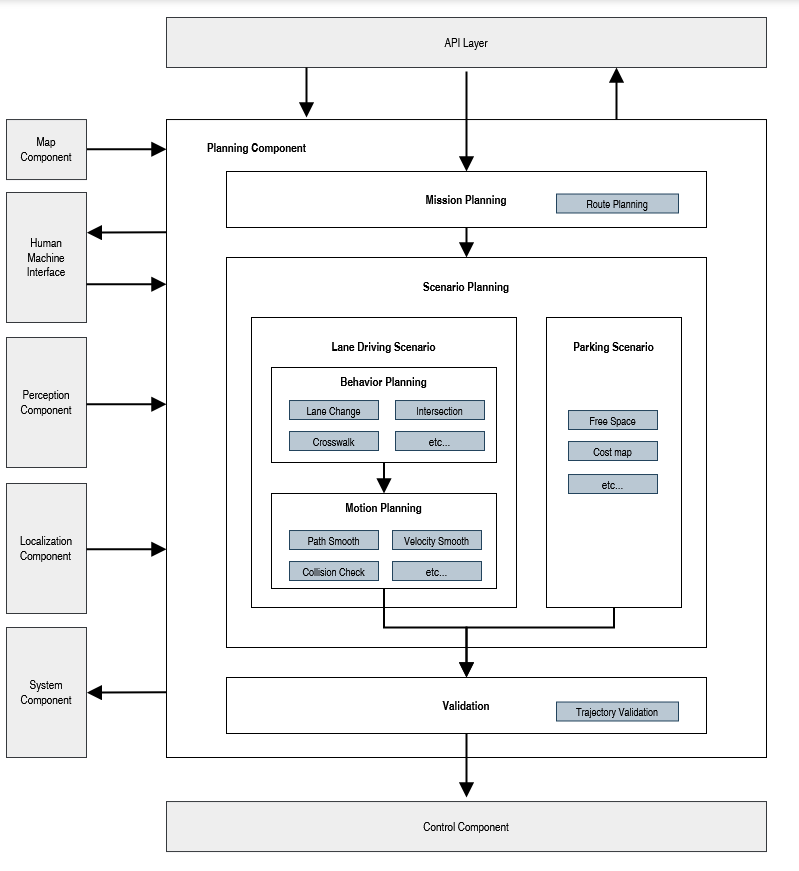 API Layer
Map
Component
Planning Component
Mission Planning
Route Planning
Human
Machine
Interface
Scenario Planning
Lane Driving Scenario
Parking Scenario
Behavior Planning
Lane Change
Intersection
Crosswalk
etc...
Perception
Component
Free Space
Cost map
etc...
Motion Planning
Path Smooth
Velocity Smooth
Collision Check
etc...
Localization
Component
System
Component
Validation
Trajectory Validation
Control Component